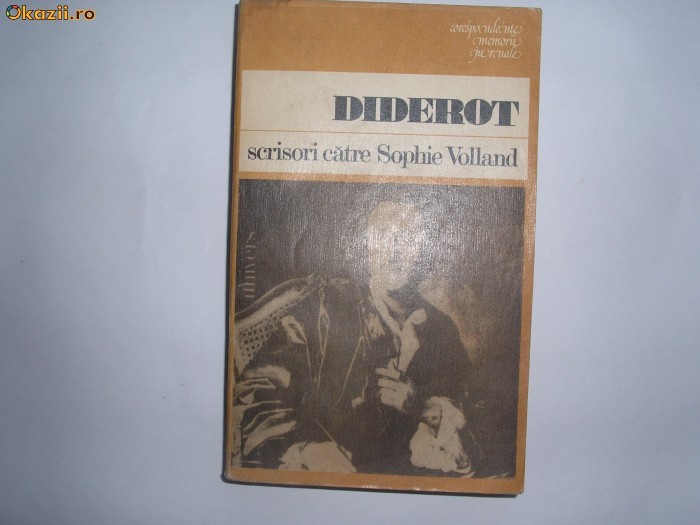 Okazii.ro
corespondențe
memorii
jurnale
DIDEROT
scrisori către Sophie Volland
univers